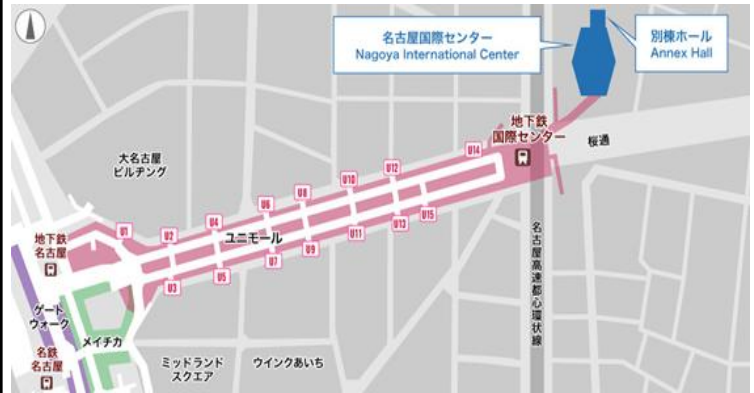 名古屋国際センター
Nagoya International Center
別棟ホール
Annex Hall
地下鉄
国際センター
桜通
大名古屋
ビルヂング
U14
U12
U10
U8
U6
U4
U2
U1
ユニモール
U15
U13
U11
U9
U7
U5
U3
地下鉄
名古屋
名古屋高速都心環状線
ゲート
ウォーク
メイチカ
名鉄
名古屋
ミッドランド
スクエア
ウインクあいち